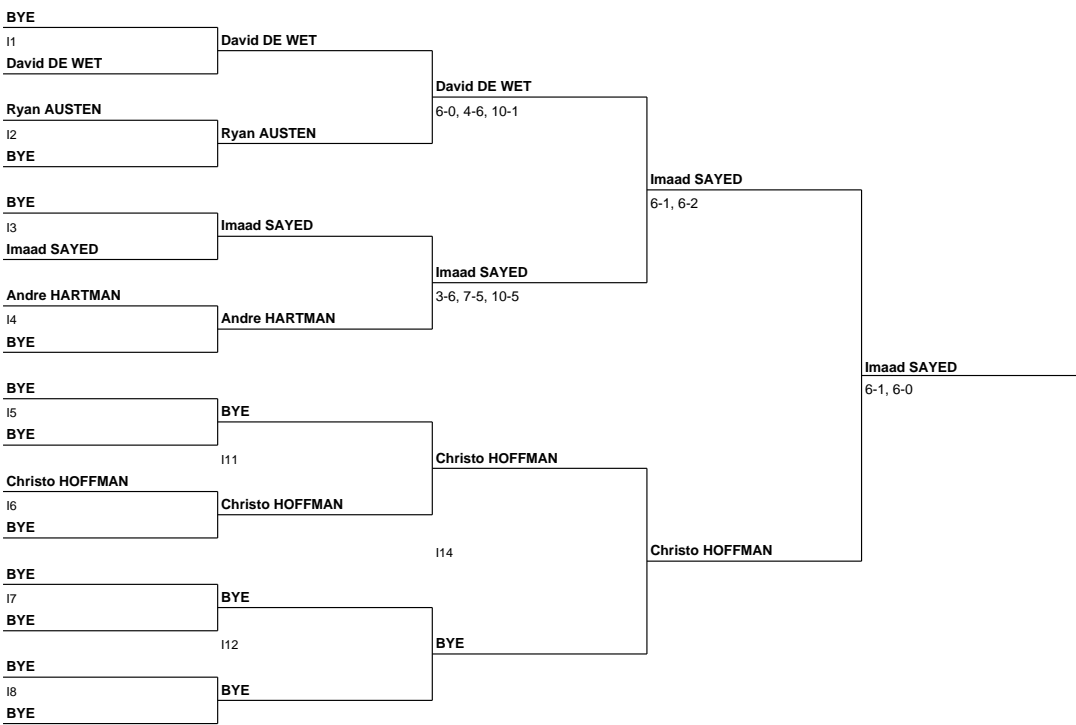 BYE
I1
David DE WET
Ryan AUSTEN
I2
BYE
BYE
I3
Imaad SAYED
Andre HARTMAN
I4
BYE
BYE
I5
BYE
Christo HOFFMAN
I6
BYE
BYE
I7
BYE
BYE
I8
BYE
David DE WET
Ryan AUSTEN
Imaad SAYED
Andre HARTMAN
BYE
I11
Christo HOFFMAN
BYE
I12
BYE
David DE WET
6-0, 4-6, 10-1
Imaad SAYED
3-6, 7-5, 10-5
Christo HOFFMAN
I14
BYE
Imaad SAYED
6-1, 6-2
Christo HOFFMAN
Imaad SAYED
6-1, 6-0